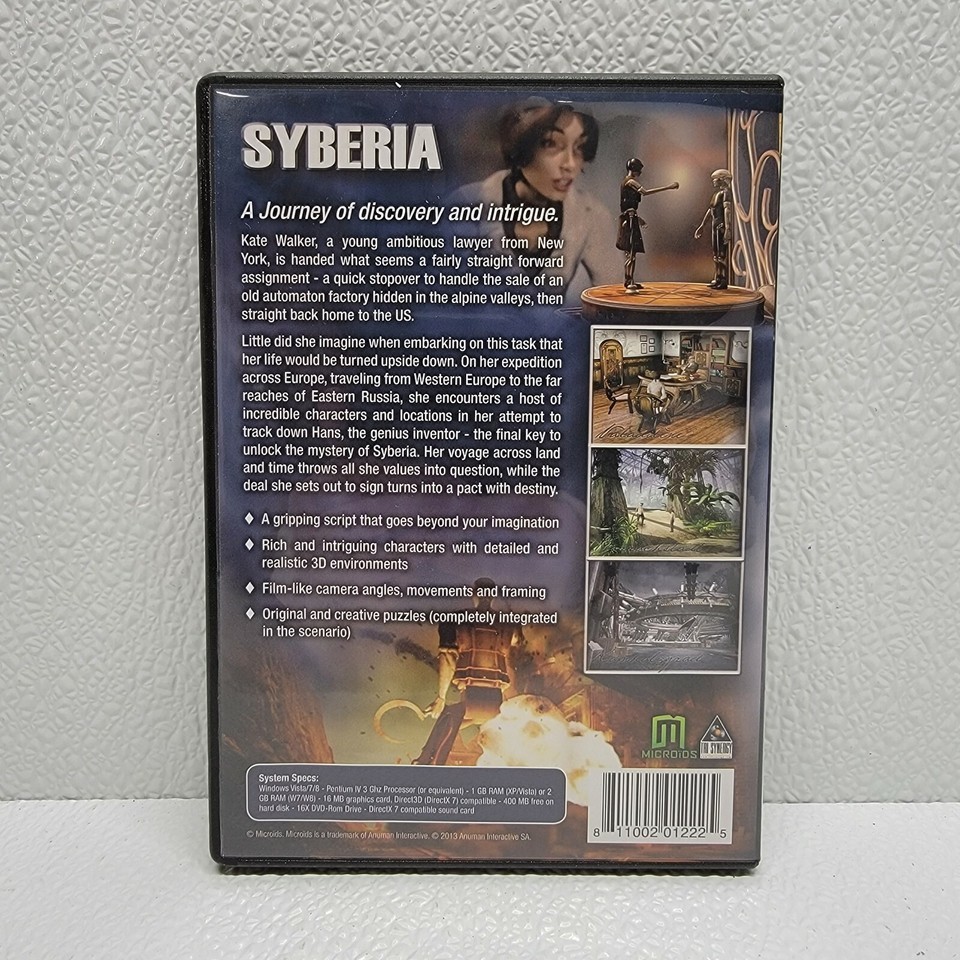 SYBERIA
A Journey of discovery and intrigue.
Kate Walker, a young ambitious lawyer from New
York, is handed what seems a fairly straight forward
assignment - a quick stopover to handle the sale of an
old automaton factory hidden in the alpine valleys, then
straight back home to the US.
Little did she imagine when embarking on this task that
her life would be turned upside down. On her expedition
across Europe, traveling from Western Europe to the far
reaches of Eastern Russia, she encounters a host of
incredible characters and locations in her attempt to
track down Hans, the genius inventor - the final key to
unlock the mystery of Syberia. Her voyage across land
and time throws all she values into question, while the
deal she sets out to sign turns into a pact with destiny.
A gripping script that goes beyond your imagination
Rich and intriguing characters with detailed and
realistic 3D environments
Film-like camera angles, movements and framing
Original and creative puzzles (completely integrated
in the scenario)
MICROIDS
TRI SYNERGY
System Specs:
Windows Vista/7/8 - Pentium IV 3 Ghz Processor (or equivalent) - 1 GB RAM (XP/Vista) or 2
GB RAM (W7/W8) - 16 MB graphics card, Direct3D (DirectX 7) compatible - 400 MB free on
hard disk - 16X DVD-Rom Drive - DirectX 7 compatible sound card
© Microids. Microids is a trademark of Anuman Interactive. © 2013 Anuman Interactive SA.
8 11002 01222 5